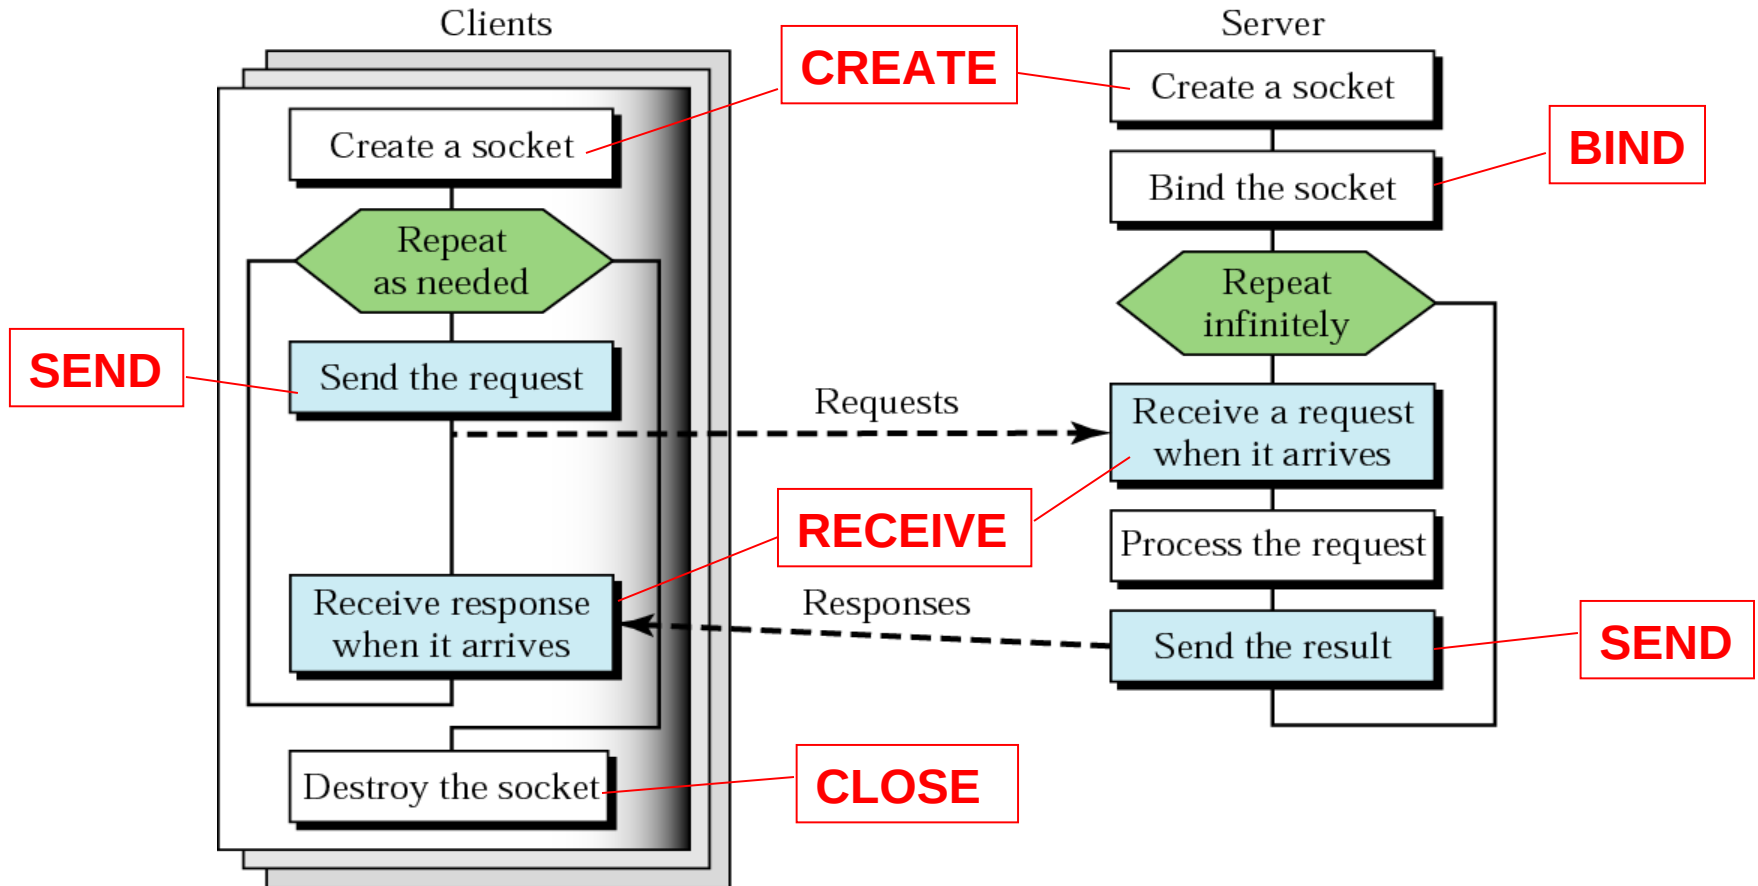 Clients
Server
CREATE
Create a socket
BIND
Create a socket
Bind the socket
Repeat
as needed
Repeat
infinitely
SEND
Send the request
Requests
Receive a request
when it arrives
RECEIVE
Process the request
Receive response
when it arrives
Responses
Send the result
SEND
Destroy the socket
CLOSE